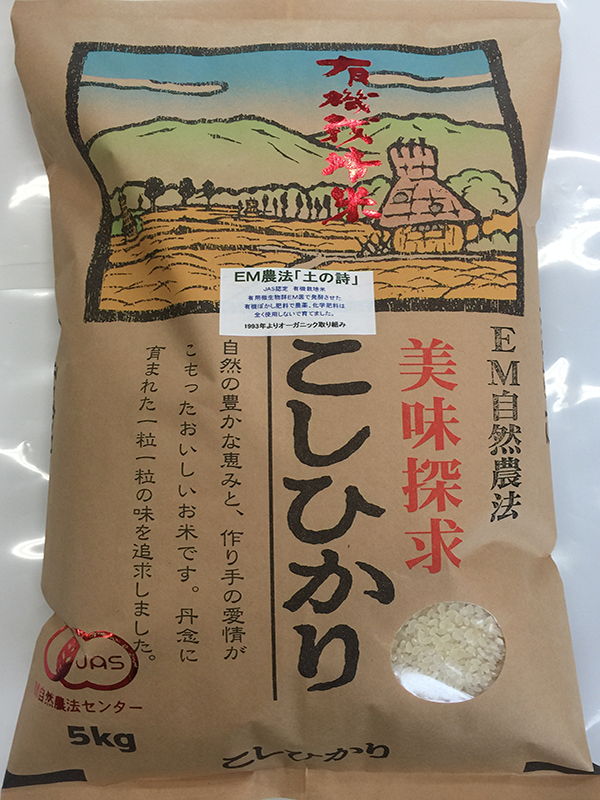 有機栽培米
EM農法「土の詩」
JAS認定 有機栽培米
有用微生物群EM菌で発酵させた
有機ぼかし肥料で農薬、化学肥料は
全く使用しないで育てました。
1993年よりオーガニック取り組み
EM自然農法
美味探求
こしひかり
自然の豊かな恵みと、作り手の愛情が
こもったおいしいお米です。丹念に
育まれた一粒一粒の味を追求しました。
JAS
自然農法センター
5kg
こしひかり